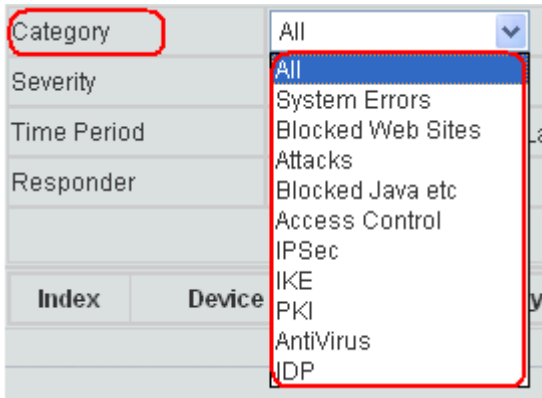 Category
All
All
System Errors
Blocked Web Sites
Attacks
Blocked Java etc
Access Control
IPSec
IKE
PKI
AntiVirus
IDP
Severity
Time Period
Responder
Index
Device